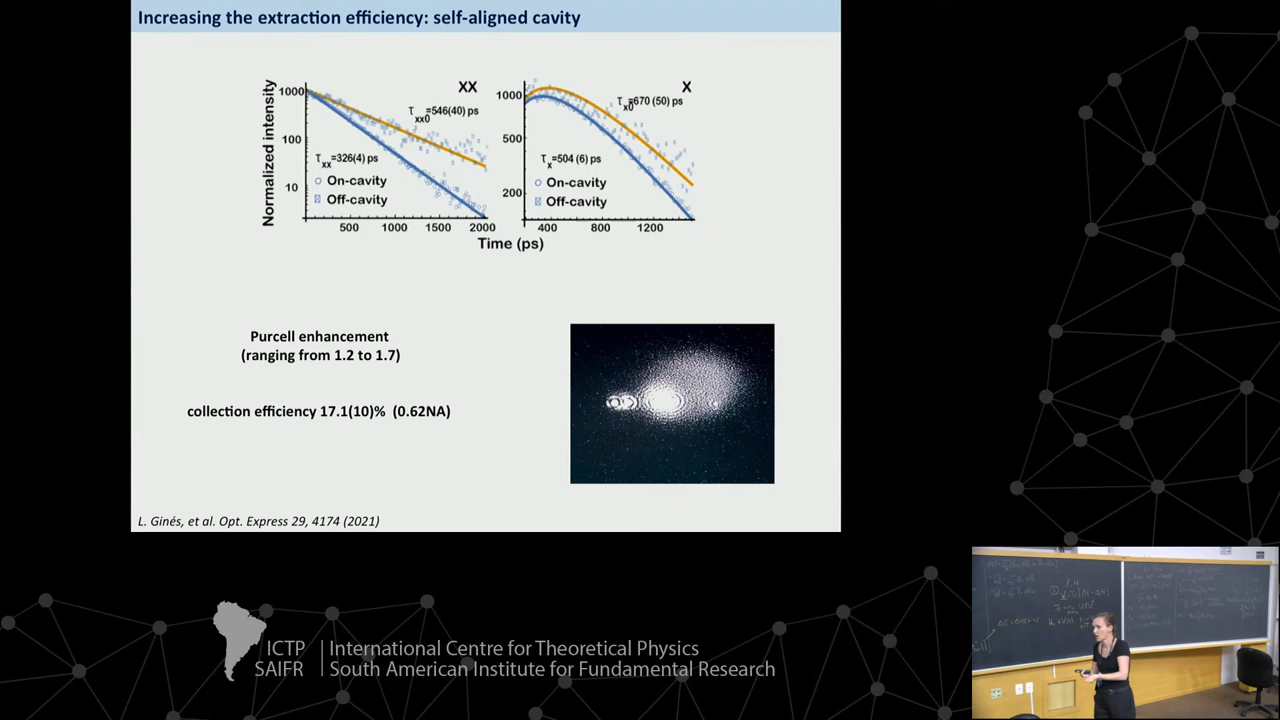 Increasing the extraction efficiency: self-aligned cavity
XX
X
Normalized intensity
1000
100
10
τxx0=546(40) ps
τxx=326(4) ps
On-cavity
Off-cavity
500
1000
1500
2000
1000
500
200
τx0=670 (50) ps
τx=504 (6) ps
On-cavity
Off-cavity
400
800
1200
Time (ps)
Purcell enhancement
(ranging from 1.2 to 1.7)
collection efficiency 17.1(10)% (0.62NA)
L. Ginés, et al. Opt. Express 29, 4174 (2021)
ICTP
SAIFR
International Centre for Theoretical Physics
South American Institute for Fundamental Research